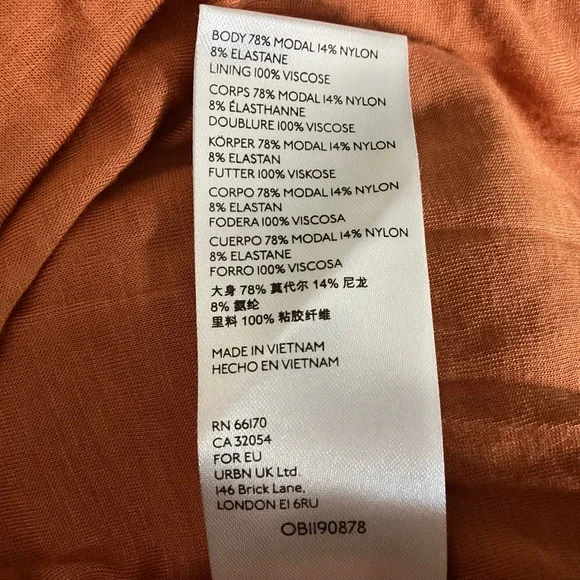 BODY 78% MODAL 14% NYLON
8% ELASTANE
LINING 100% VISCOSE
CORPS 78% MODAL 14% NYLON
8% ÉLASTHANNE
DOUBLURE 100% VISCOSE
KÖRPER 78% MODAL 14% NYLON
8% ELASTAN
FUTTER 100% VISKOSE
CORPO 78% MODAL 14% NYLON
8% ELASTAN
FODERA 100% VISCOSA
CUERPO 78% MODAL 14% NYLON
8% ELASTANE
FORRO 100% VISCOSA
大身 78% 莫代尔 14% 尼龙
8% 氨纶
里料 100% 粘胶纤维
MADE IN VIETNAM
HECHO EN VIETNAM
RN 66170
CA 32054
FOR EU
URBN UK Ltd.
146 Brick Lane,
LONDON E1 6RU
OB1190878